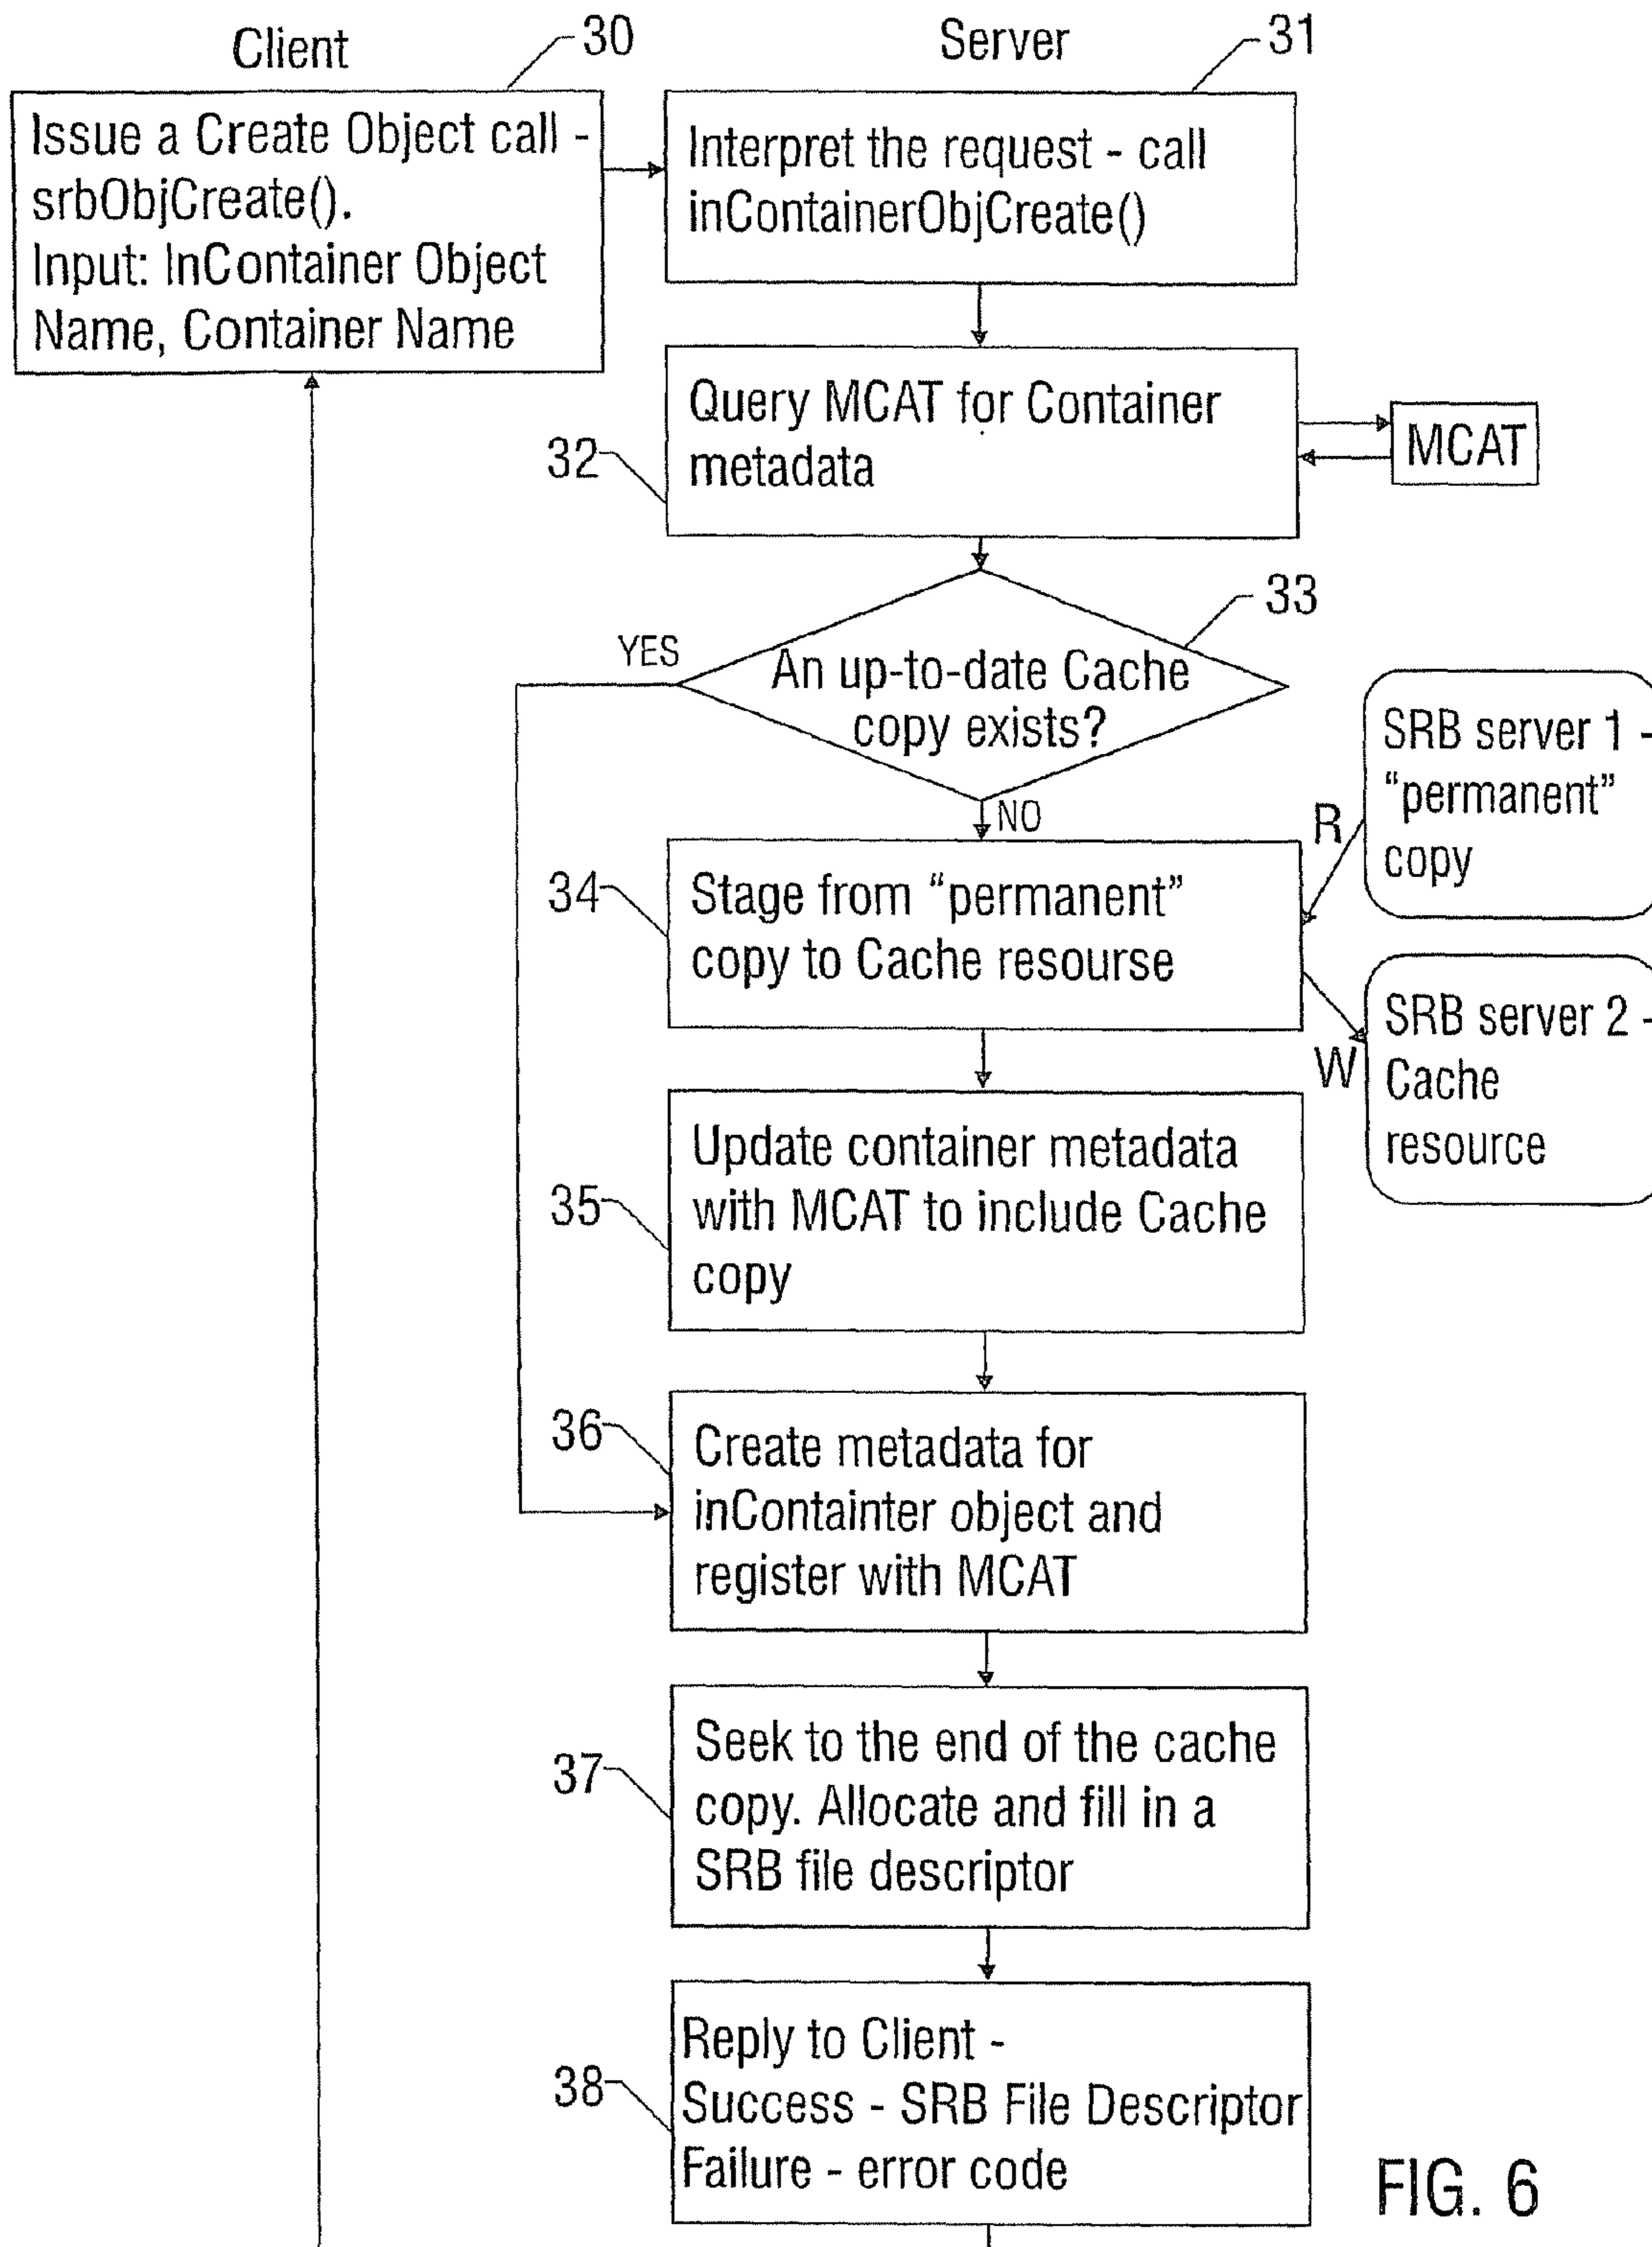 Client
30
Server
31
Issue a Create Object call -
srbObjCreate().
Input: InContainer Object
Name, Container Name
Interpret the request - call
inContainerObjCreate()
32
Query MCAT for Container
metadata
MCAT
33
YES
An up-to-date Cache
copy exists?
NO
SRB server 1 -
"permanent"
copy
R
34
Stage from "permanent"
copy to Cache resourse
W
SRB server 2 -
Cache
resource
35
Update container metadata
with MCAT to include Cache
copy
36
Create metadata for
inContainter object and
register with MCAT
37
Seek to the end of the cache
copy. Allocate and fill in a
SRB file descriptor
38
Reply to Client -
Success - SRB File Descriptor
Failure - error code
FIG. 6